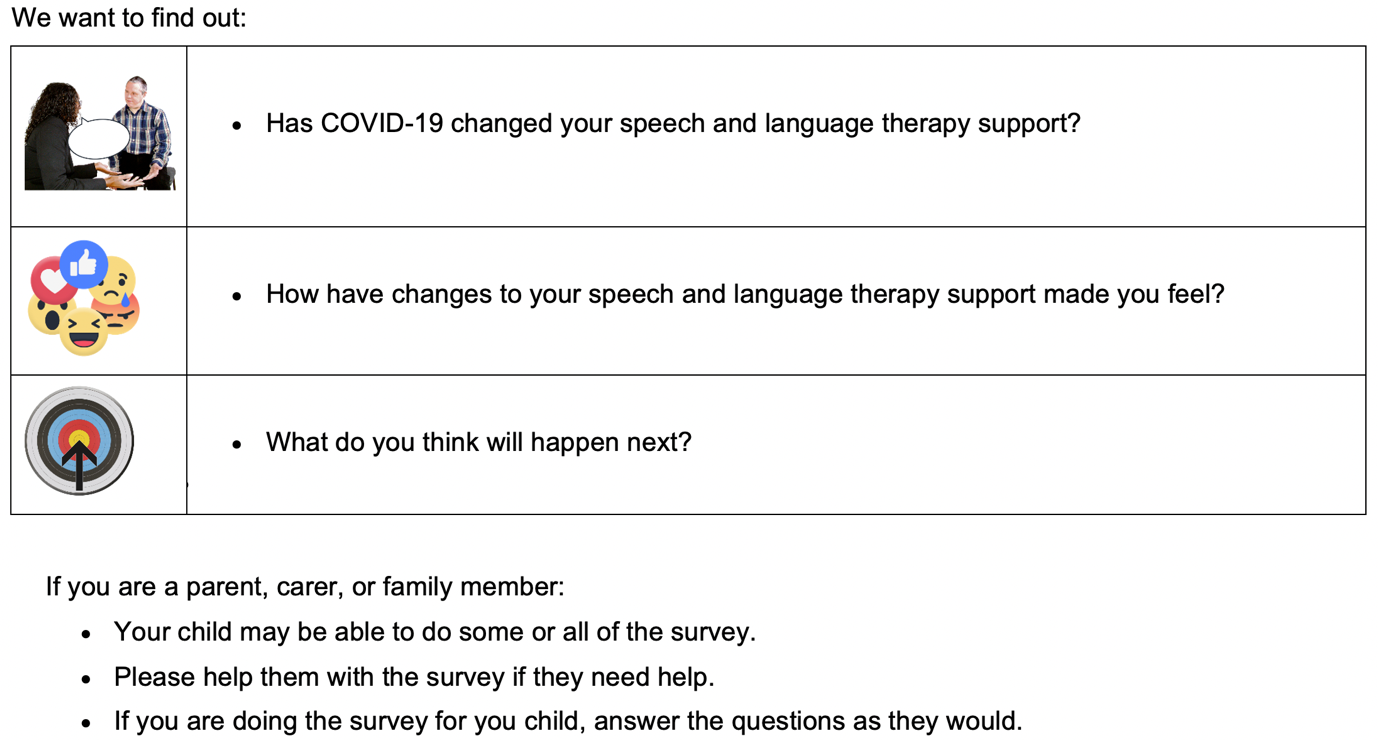 We want to find out:
• Has COVID-19 changed your speech and language therapy support?
• How have changes to your speech and language therapy support made you feel?
• What do you think will happen next?
If you are a parent, carer, or family member:
• Your child may be able to do some or all of the survey.
• Please help them with the survey if they need help.
• If you are doing the survey for you child, answer the questions as they would.